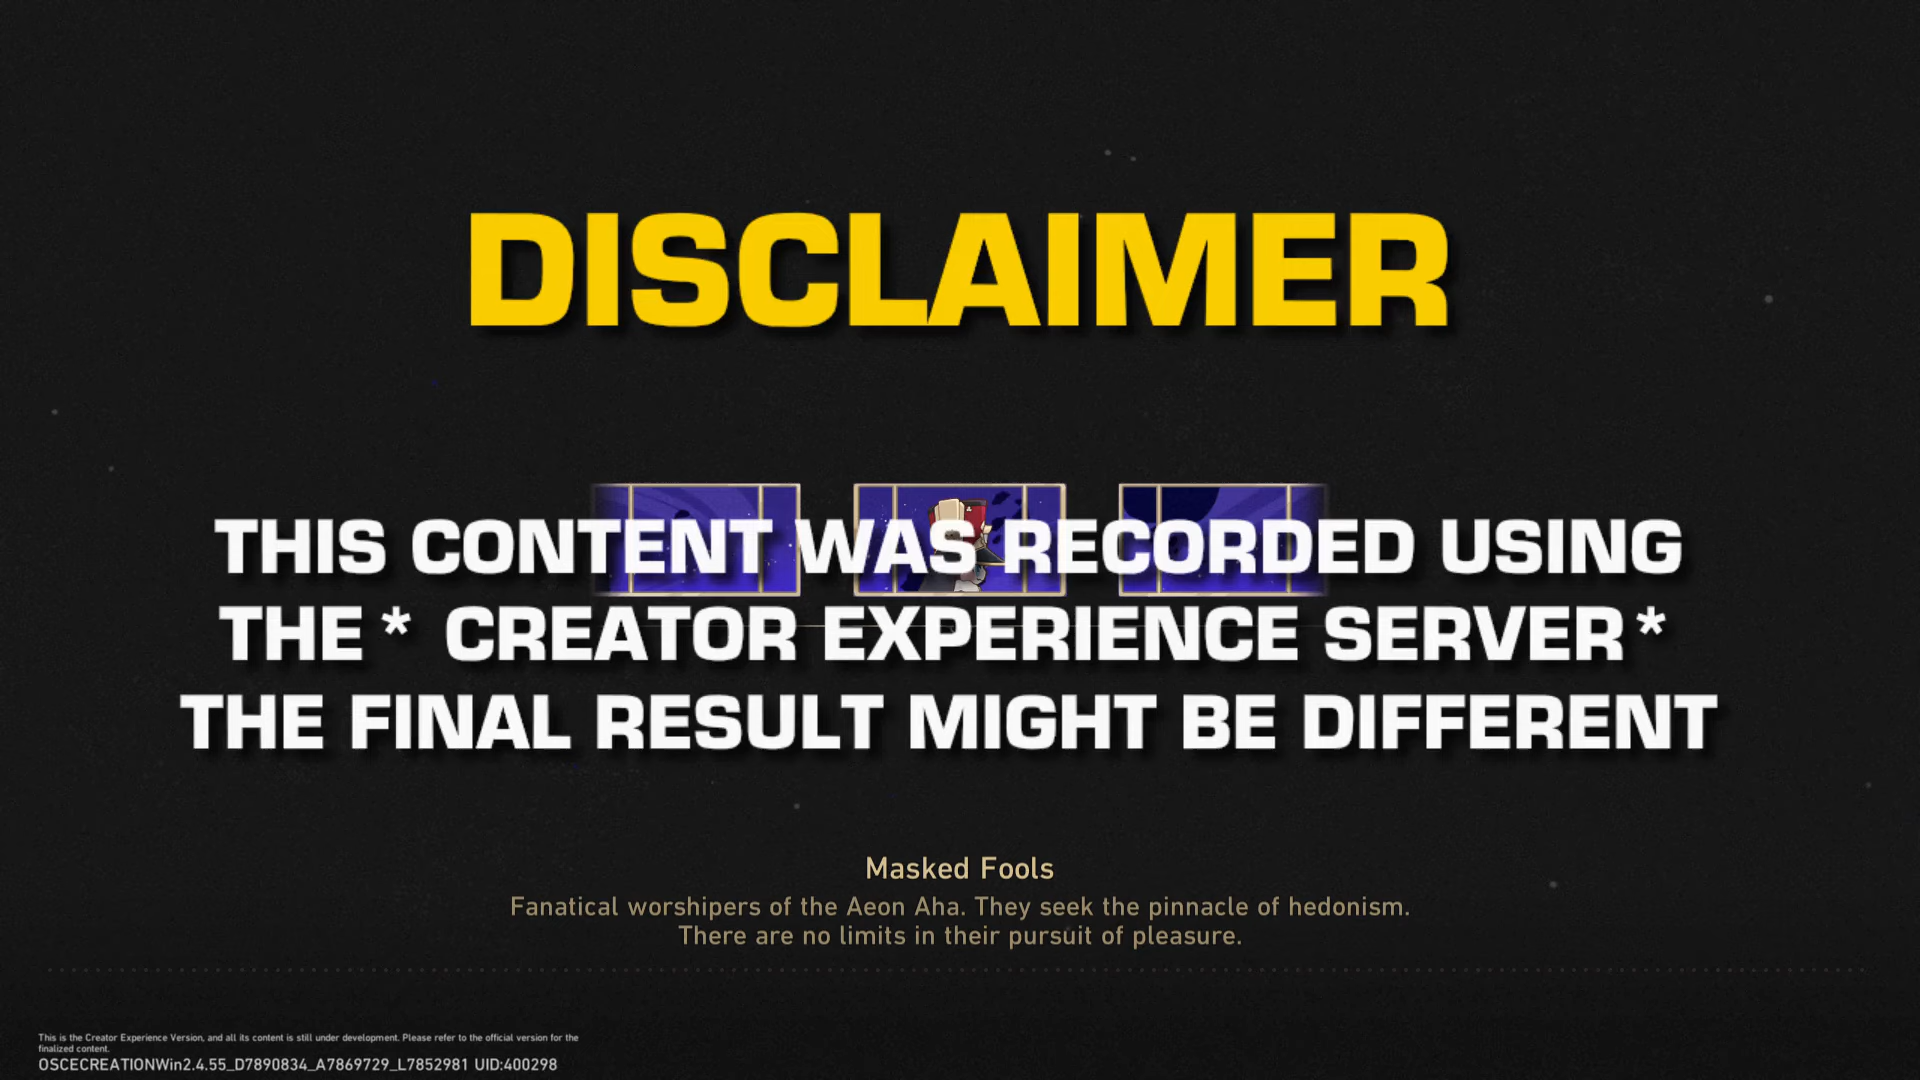 DISCLAIMER
THIS CONTENT WAS RECORDED USING
THE * CREATOR EXPERIENCE SERVER *
THE FINAL RESULT MIGHT BE DIFFERENT
Masked Fools
Fanatical worshipers of the Aeon Aha. They seek the pinnacle of hedonism.
There are no limits in their pursuit of pleasure.
This is the Creator Experience Version, and all its content is still under development. Please refer to the official version for the
finalized content.
OSCECREATIONWin2.4.55_D7890834_A7869729_L7852981 UID:400298